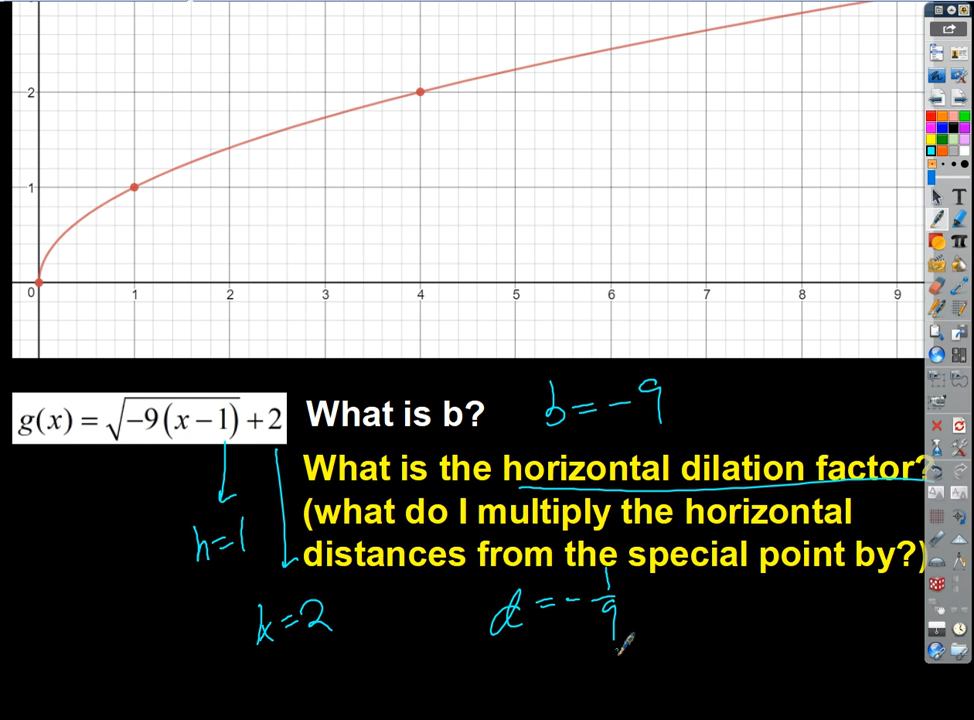 2
1
0 1 2 3 4 5 6 7 8 9
g(x) = √−9(x−1) + 2 What is b? b = −9
What is the horizontal dilation factor?
(what do I multiply the horizontal
h=1 distances from the special point by?)
k=2 d = −1/9